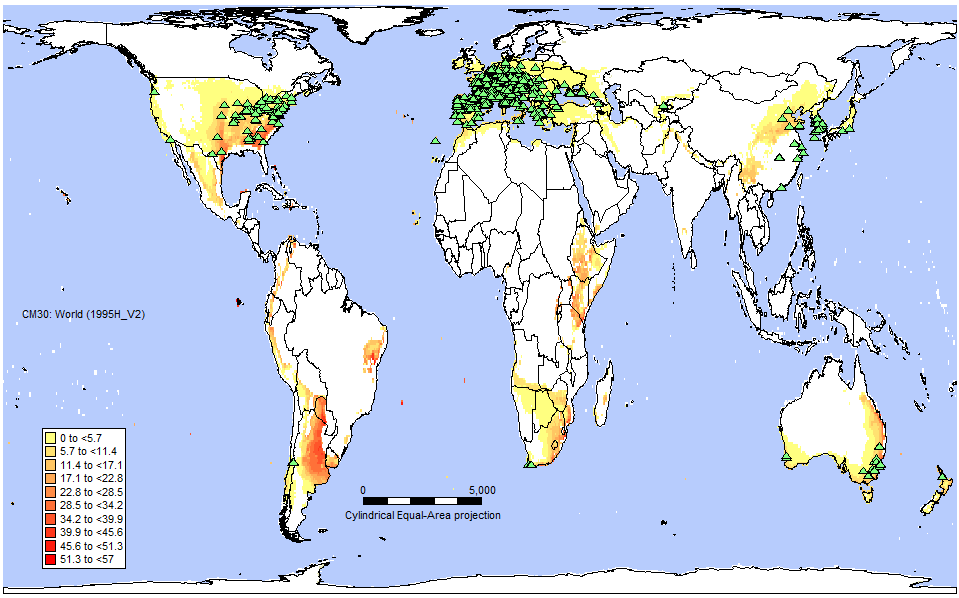 CM30: World (1995H_V2)
0 to <5.7
5.7 to <11.4
11.4 to <17.1
17.1 to <22.8
22.8 to <28.5
28.5 to <34.2
34.2 to <39.9
39.9 to <45.6
45.6 to <51.3
51.3 to <57
0 5,000
Cylindrical Equal-Area projection